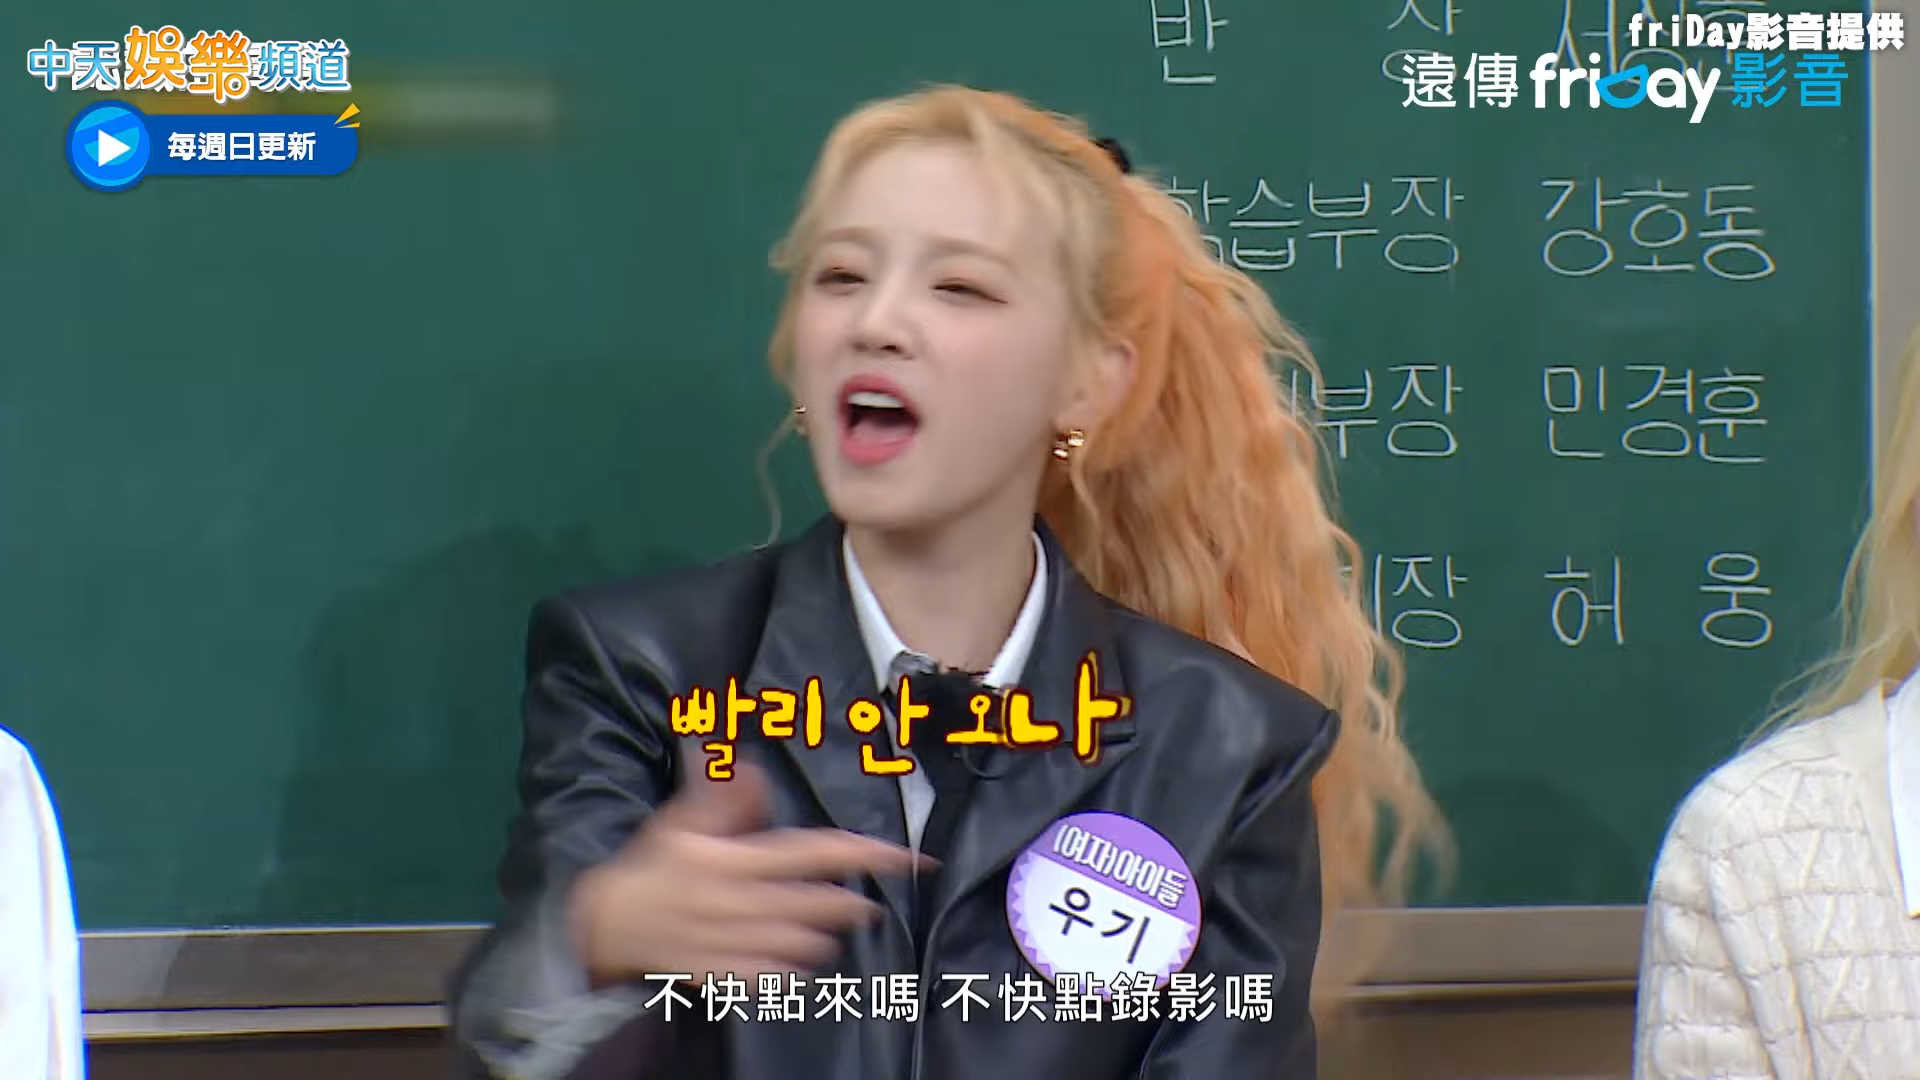 friDay影音提供
中天娛樂頻道
遠傳friDay影音
每週日更新
반 장
학습부장 강호동
부장 민경훈
장 허 웅
빨리 안 오나
(여자)아이들
우기
不快點來嗎 不快點錄影嗎